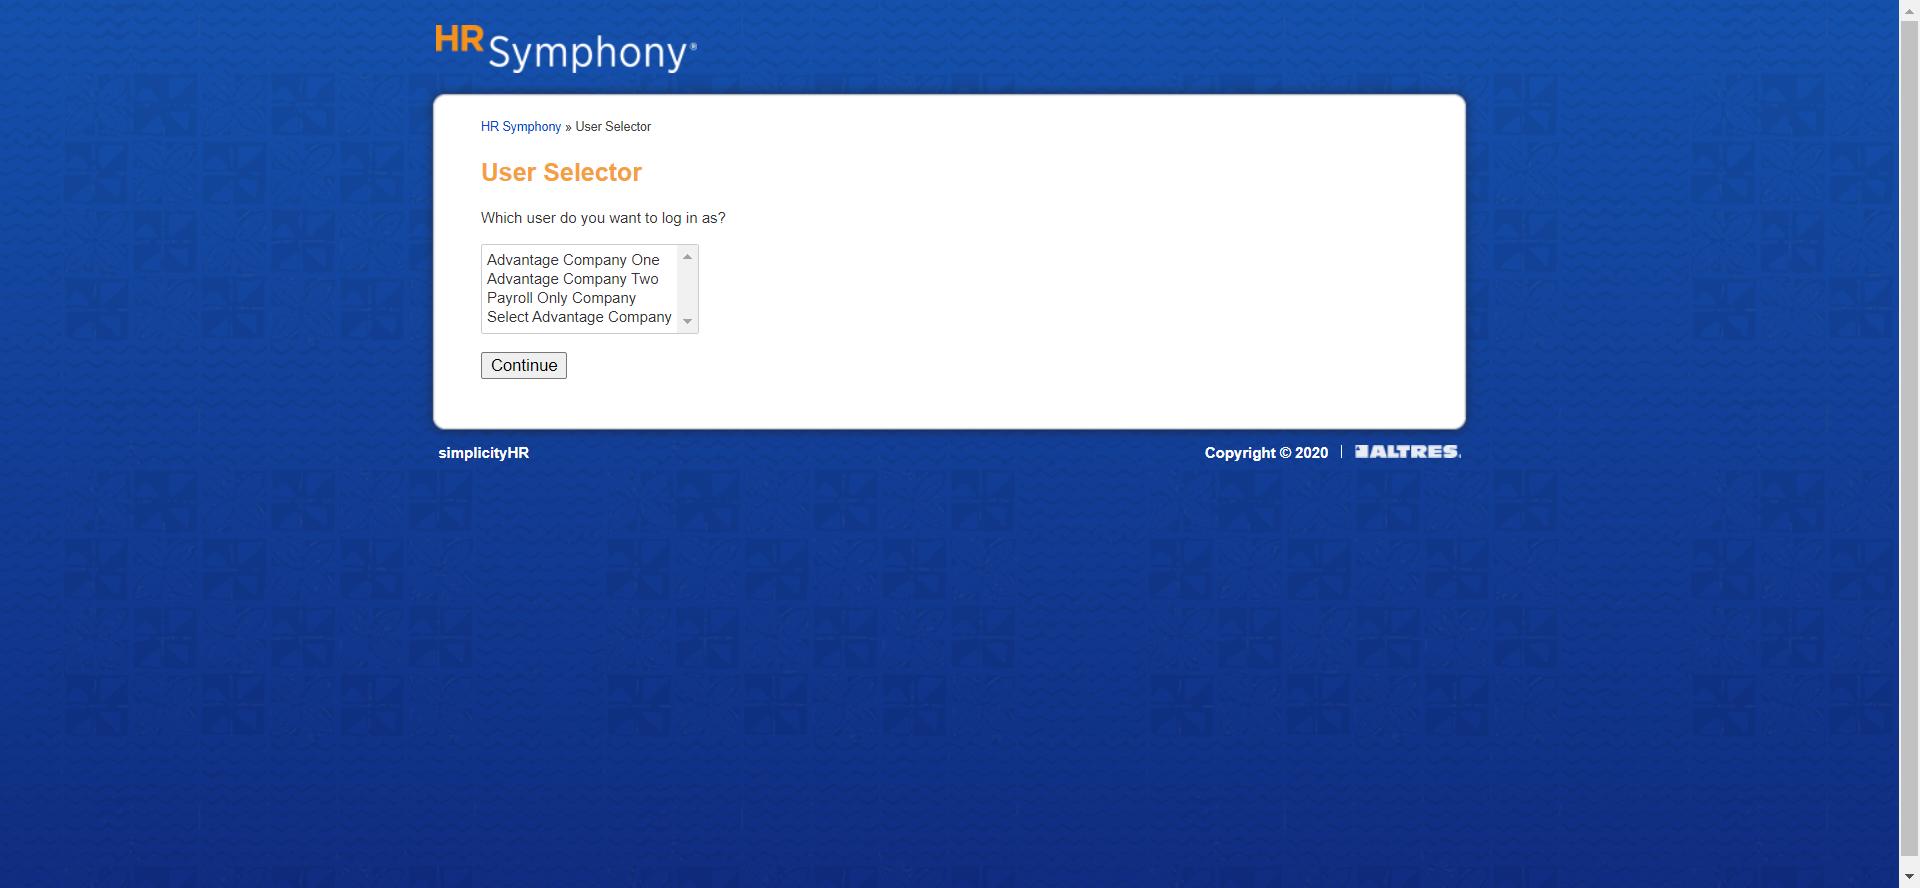 HR Symphony®
HR Symphony » User Selector
User Selector
Which user do you want to log in as?
Advantage Company One
Advantage Company Two
Payroll Only Company
Select Advantage Company
Continue
simplicityHR
Copyright © 2020 | ALTRES